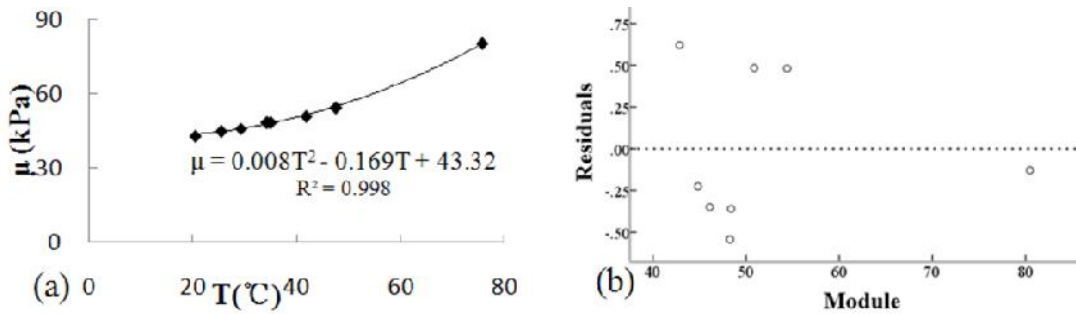 90
60
30
0
μ (kPa)
μ = 0.008T² - 0.169T + 43.32
R² = 0.998
0 20 40 60 80
T(℃)
(a)
.75
.50
.25
.00
-.25
-.50
Residuals
40 50 60 70 80
Module
(b)